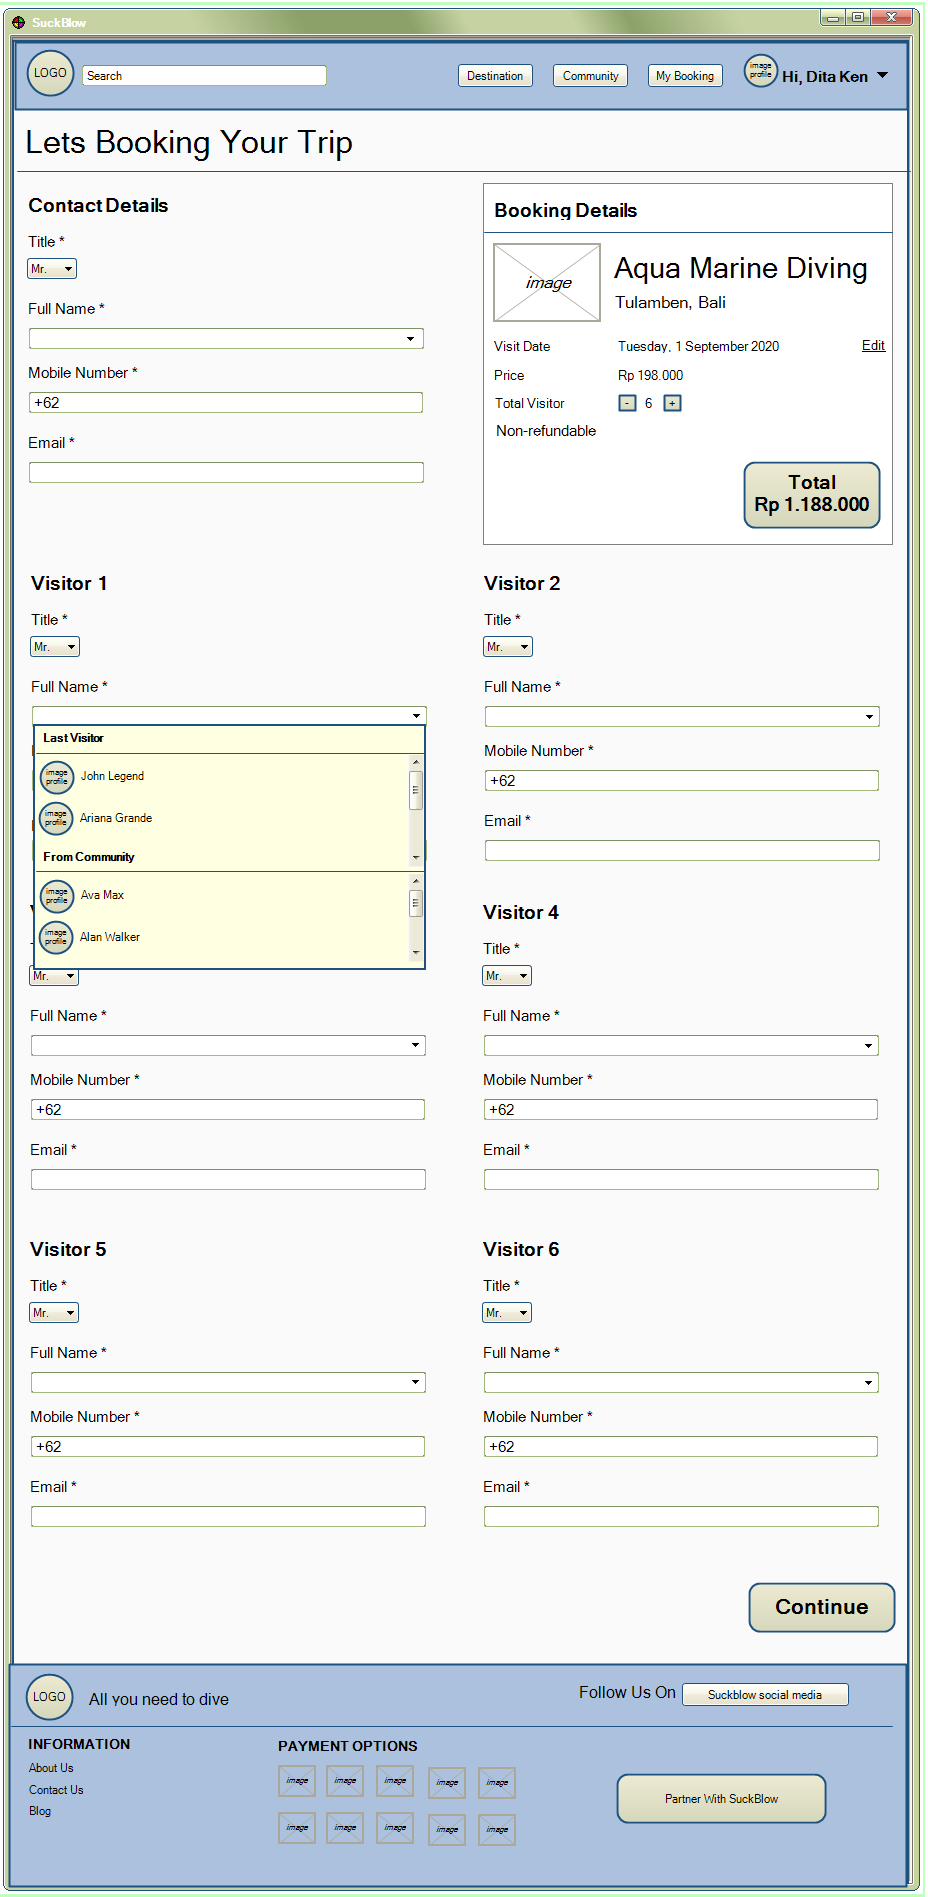 SuckBlow
LOGO
Search
Destination
Community
My Booking
image
profile
Hi, Dita Ken
Lets Booking Your Trip
Contact Details
Title *
Mr.
Full Name *
Mobile Number *
+62
Email *
Booking Details
image
Aqua Marine Diving
Tulamben, Bali
Visit Date Tuesday, 1 September 2020 Edit
Price Rp 198.000
Total Visitor - 6 +
Non-refundable
Total
Rp 1.188.000
Visitor 1
Title *
Mr.
Full Name *
Last Visitor
image
profile
John Legend
image
profile
Ariana Grande
From Community
image
profile
Ava Max
image
profile
Alan Walker
Visitor 2
Title *
Mr.
Full Name *
Mobile Number *
+62
Email *
Mr.
Full Name *
Mobile Number *
+62
Email *
Visitor 4
Title *
Mr.
Full Name *
Mobile Number *
+62
Email *
Visitor 5
Title *
Mr.
Full Name *
Mobile Number *
+62
Email *
Visitor 6
Title *
Mr.
Full Name *
Mobile Number *
+62
Email *
Continue
LOGO
All you need to dive
Follow Us On
Suckblow social media
INFORMATION
About Us
Contact Us
Blog
PAYMENT OPTIONS
image image image image image
image image image image image
Partner With SuckBlow